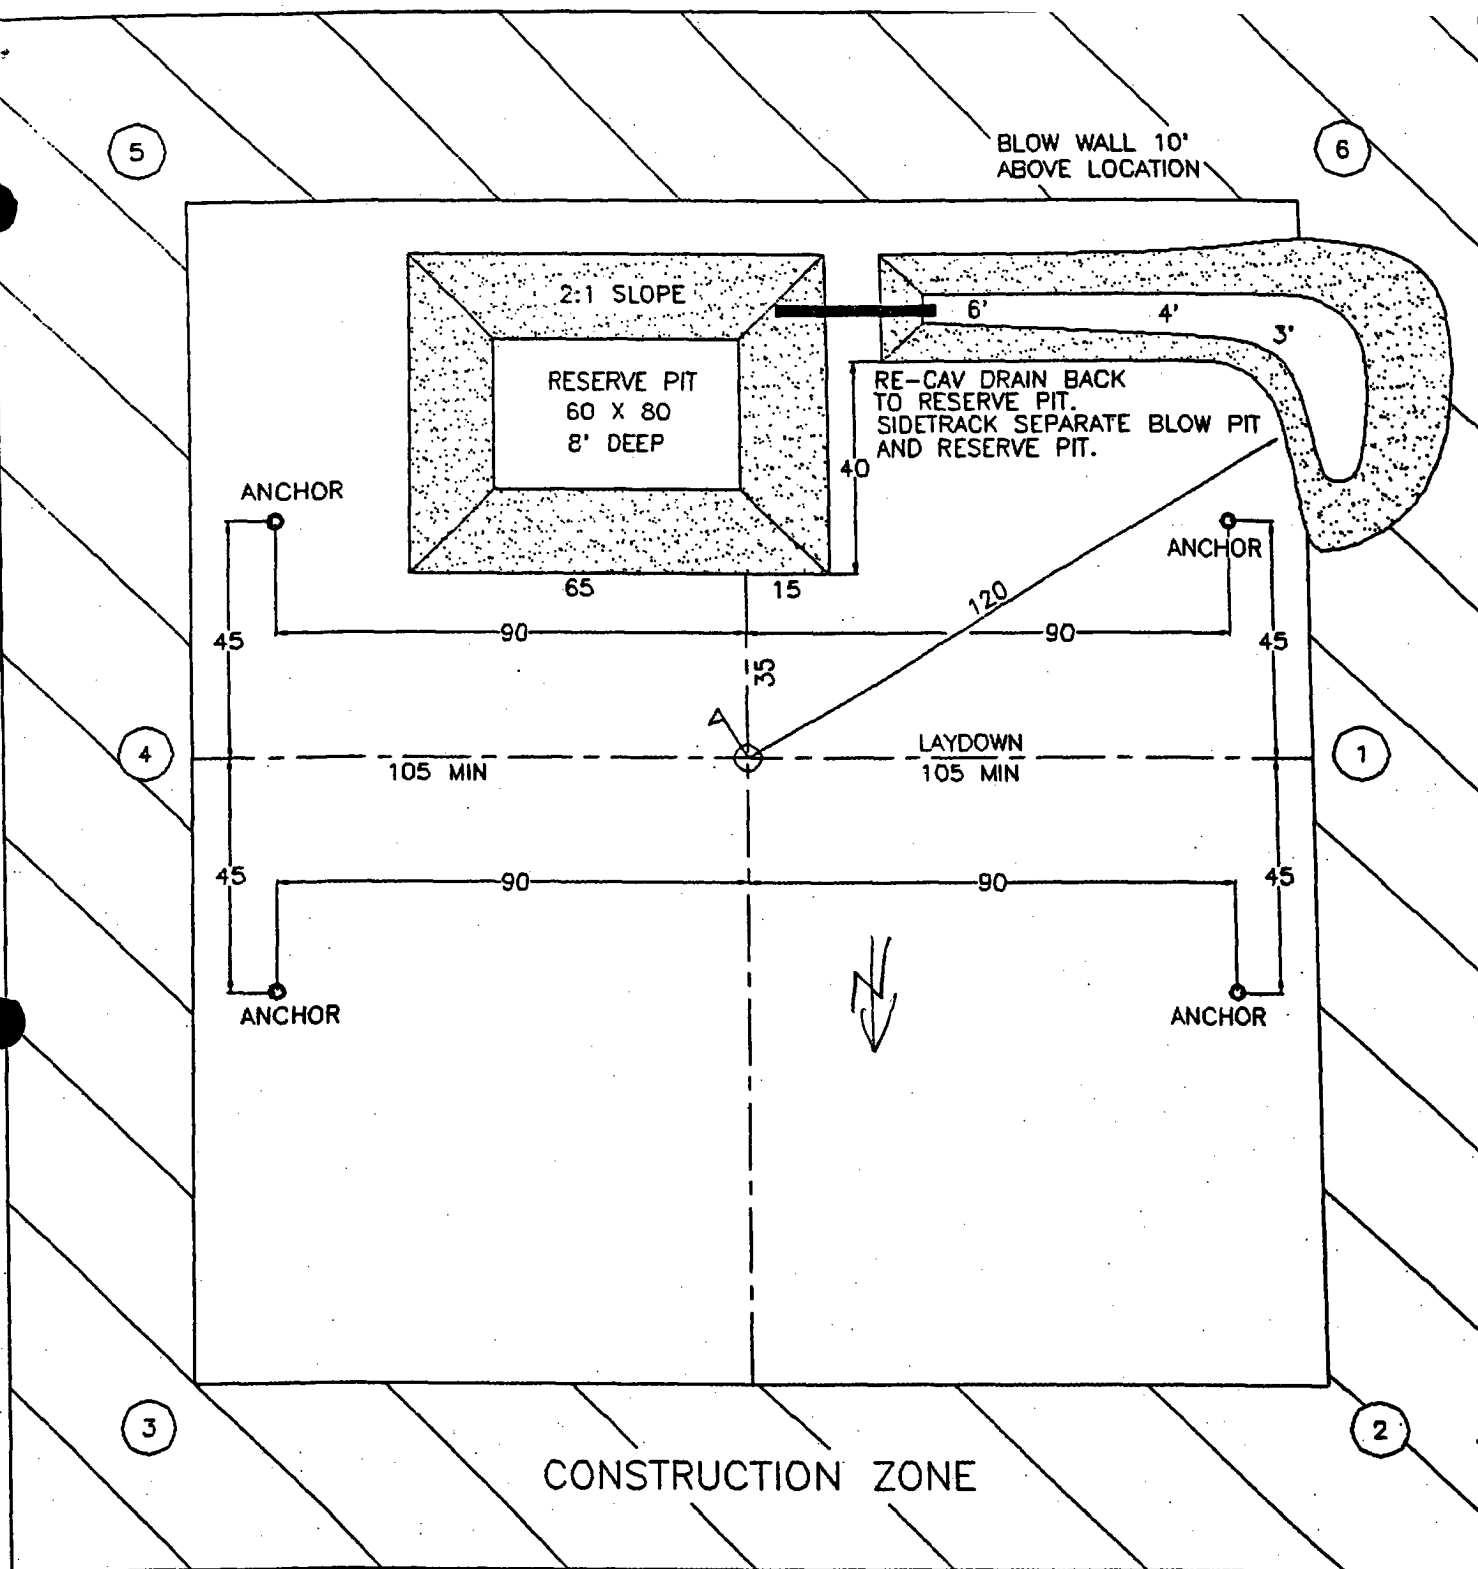 5
BLOW WALL 10'
ABOVE LOCATION
6
2:1 SLOPE
6'
4'
3'
RESERVE PIT
60 X 80
8' DEEP
RE-CAV DRAIN BACK
TO RESERVE PIT.
SIDETRACK SEPARATE BLOW PIT
AND RESERVE PIT.
40
ANCHOR
ANCHOR
65
15
120
45
90
90
45
35
4
LAYDOWN
1
105 MIN
105 MIN
45
90
90
45
N
ANCHOR
ANCHOR
3
2
CONSTRUCTION ZONE